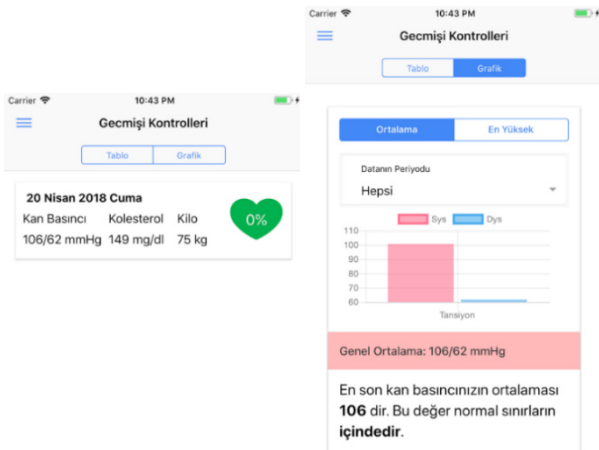 Carrier 10:43 PM
Gecmişi Kontrolleri
Tablo Grafik
20 Nisan 2018 Cuma
Kan Basıncı Kolesterol Kilo
106/62 mmHg 149 mg/dl 75 kg
0%
Carrier 10:43 PM
Gecmişi Kontrolleri
Tablo Grafik
Ortalama En Yüksek
Datanın Periyodu
Hepsi
Sys Dys
110
100
90
80
70
60
Tansiyon
Genel Ortalama: 106/62 mmHg
En son kan basıncınızın ortalaması
106 dir. Bu değer normal sınırların
içindedir.